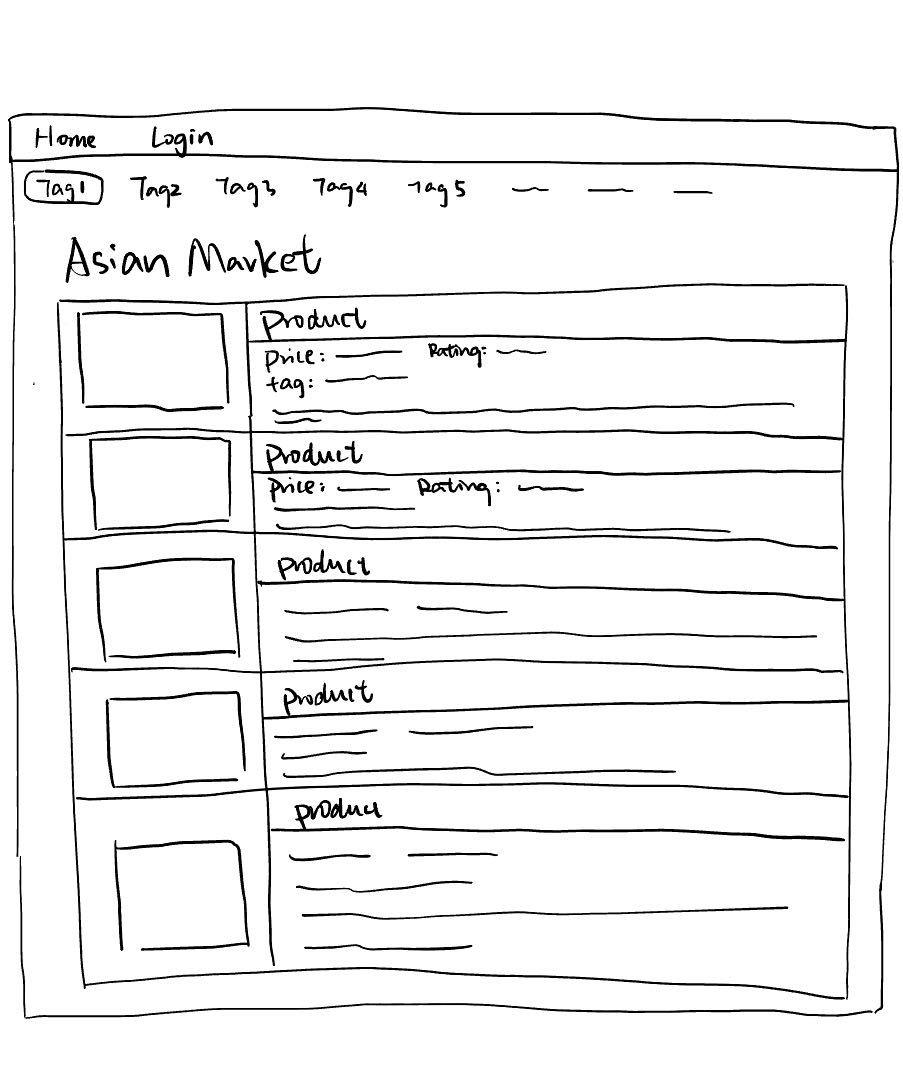 Home Login
Tag1 Tag2 Tag3 Tag4 Tag5
Asian Market
Product
Price: Rating:
tag:
Product
Price: Rating:
product
product
product